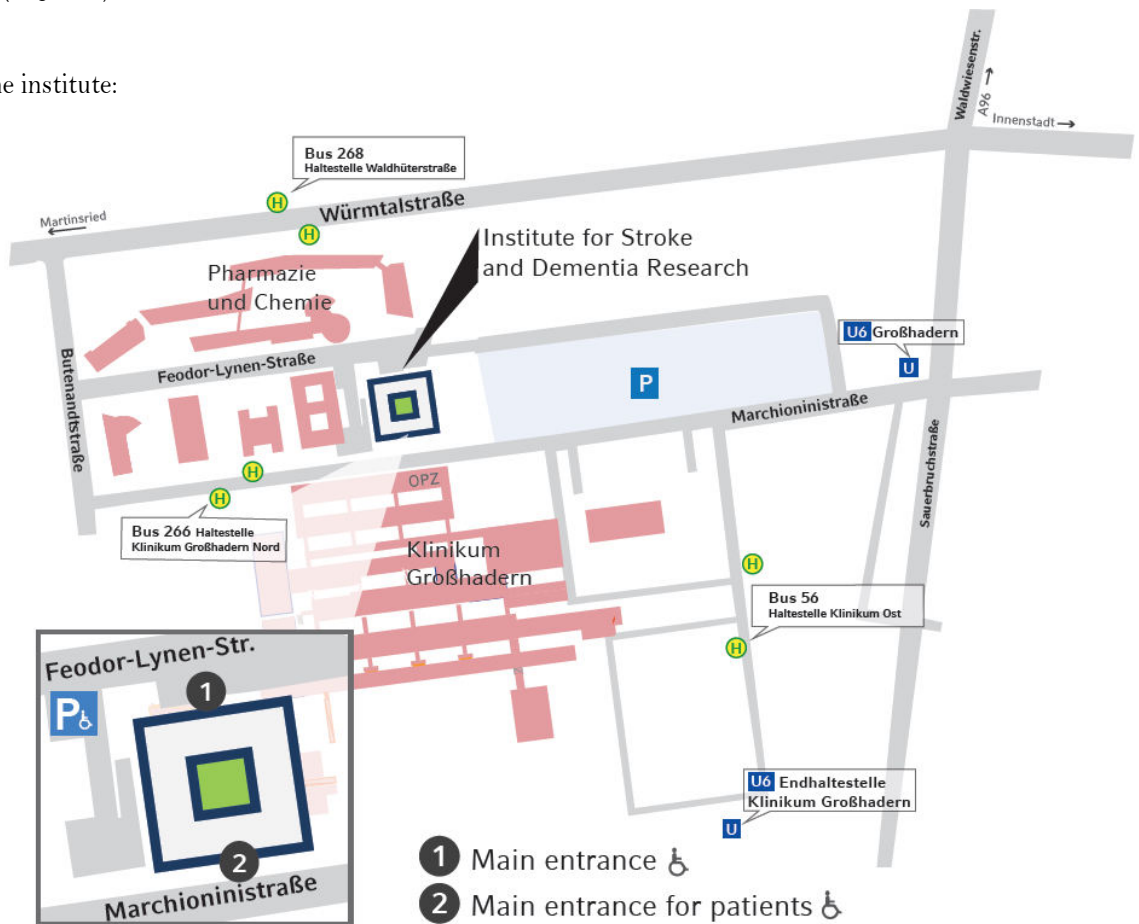 ne institute:
Waldwiesenstr.
A96 →
Innenstadt →
Bus 268
Haltestelle Waldhüterstraße
H
Martinsried
←
Würmtalstraße
H
Institute for Stroke
and Dementia Research
Pharmazie
und Chemie
U6 Großhadern
U
Butenandtstraße
Feodor-Lynen-Straße
P
Marchioninistraße
Sauerbruchstraße
H
H
OPZ
Bus 266 Haltestelle
Klinikum Großhadern Nord
Klinikum
Großhadern
H
Bus 56
Haltestelle Klinikum Ost
H
Feodor-Lynen-Str.
1
P
2
Marchioninistraße
U6 Endhaltestelle
Klinikum Großhadern
U
1 Main entrance
2 Main entrance for patients